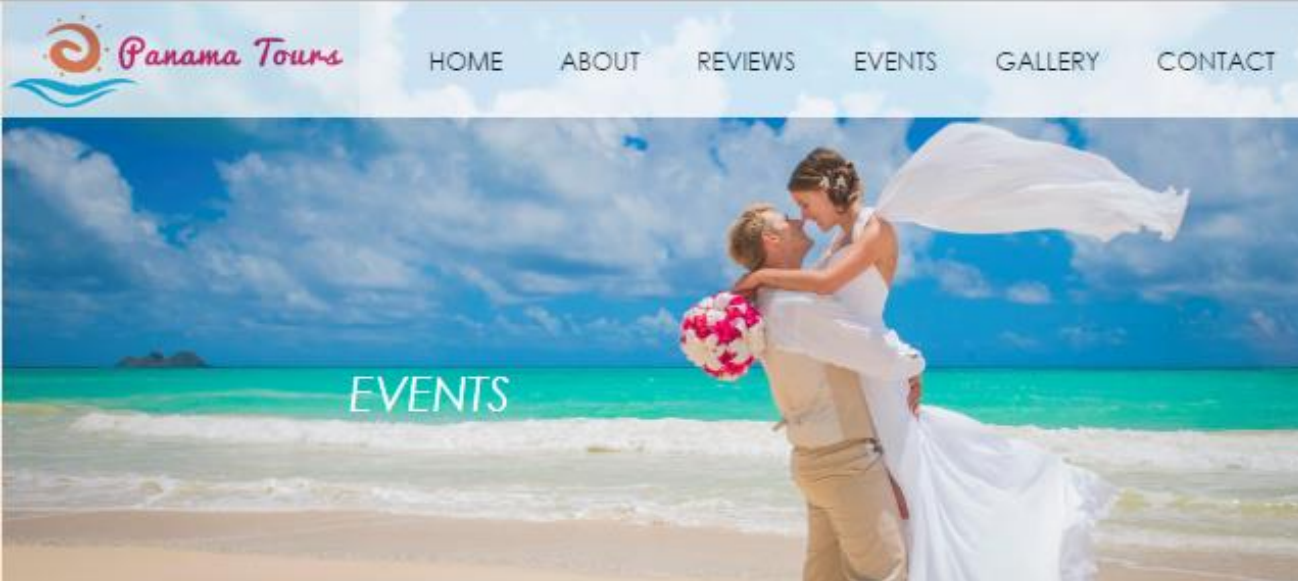 Panama Tours HOME ABOUT REVIEWS EVENTS GALLERY CONTACT
EVENTS